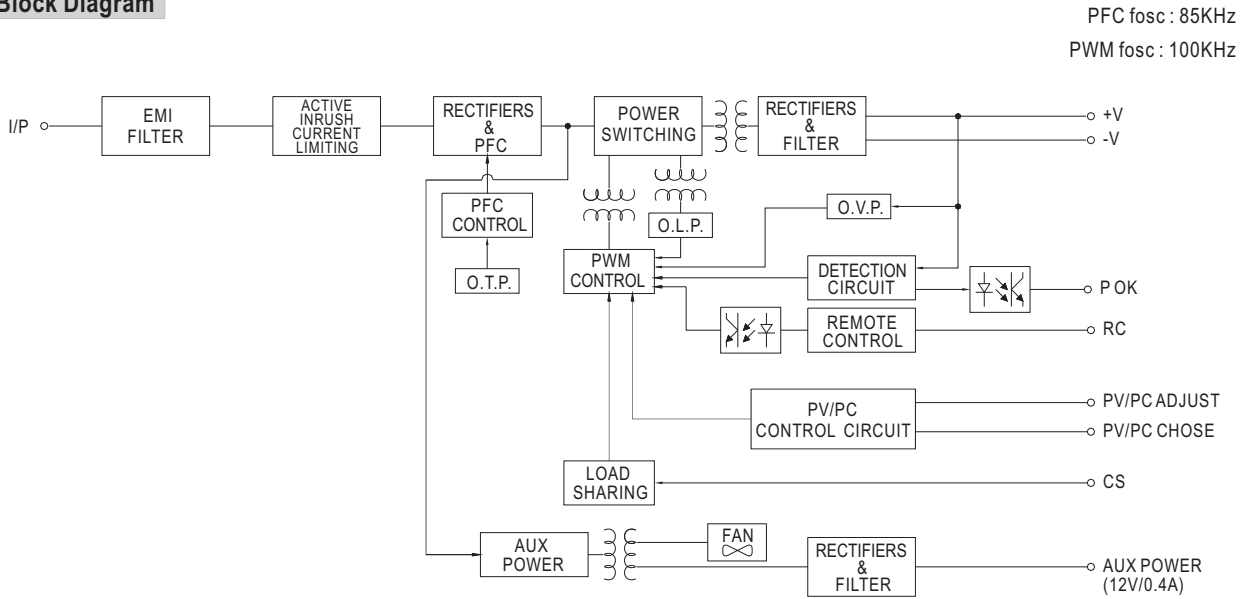 Block Diagram
PFC fosc : 85KHz
PWM fosc : 100KHz
I/P
EMI
FILTER
ACTIVE
INRUSH
CURRENT
LIMITING
RECTIFIERS
&
PFC
POWER
SWITCHING
RECTIFIERS
&
FILTER
+V
-V
PFC
CONTROL
O.L.P.
O.V.P.
O.T.P.
PWM
CONTROL
DETECTION
CIRCUIT
P OK
REMOTE
CONTROL
RC
PV/PC
CONTROL CIRCUIT
PV/PC ADJUST
PV/PC CHOSE
LOAD
SHARING
CS
AUX
POWER
FAN
RECTIFIERS
&
FILTER
AUX POWER
(12V/0.4A)